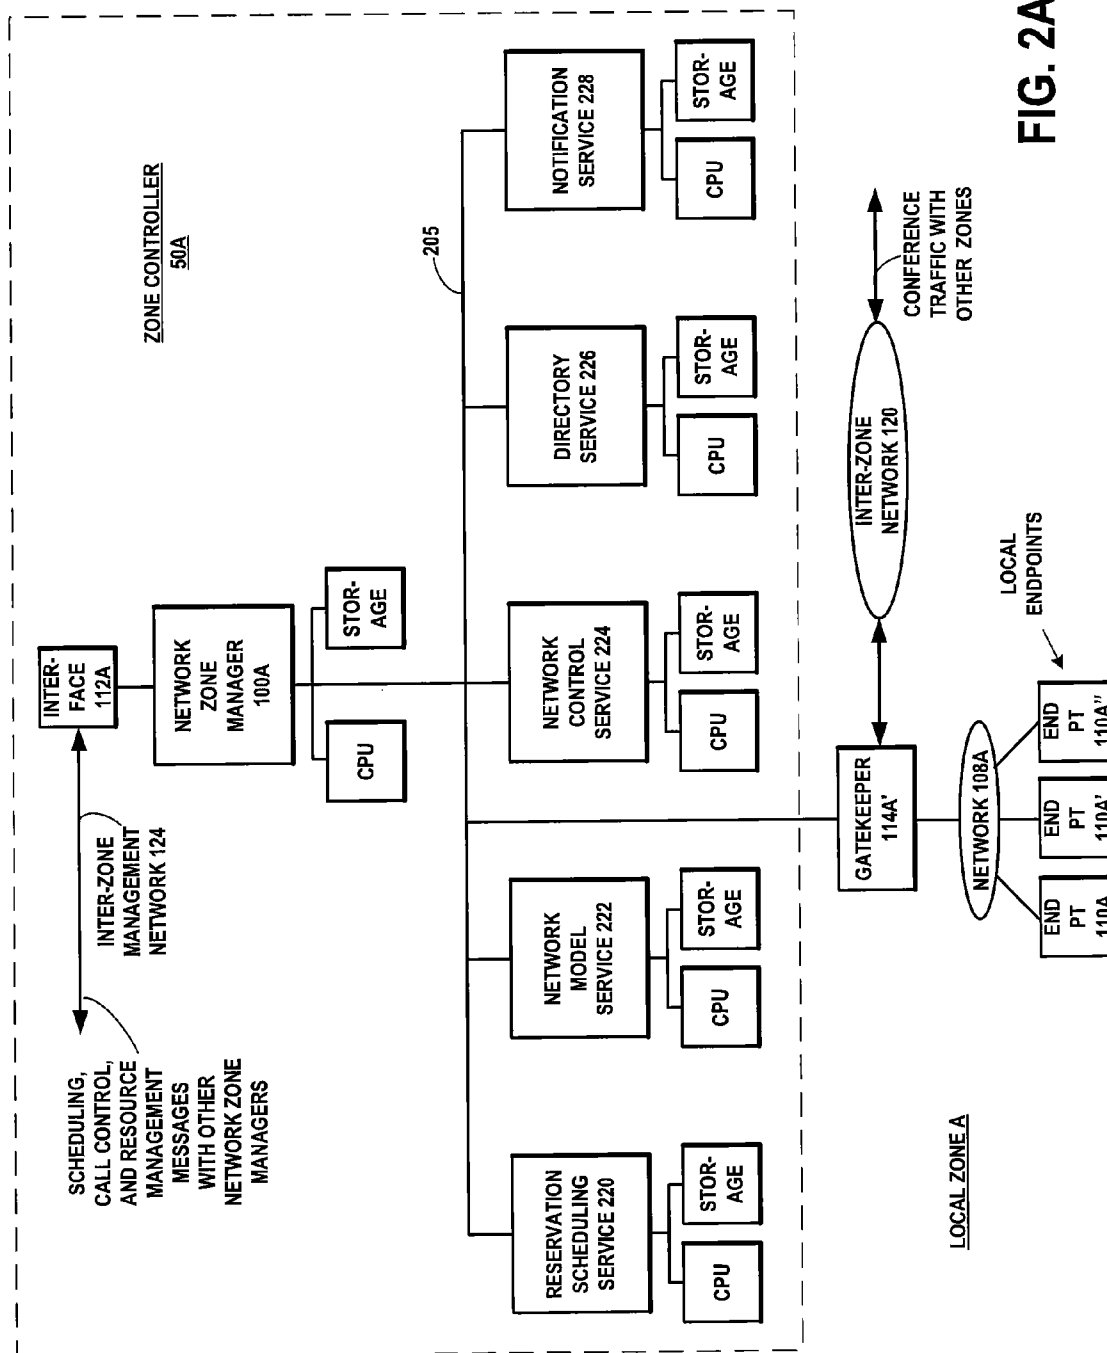 SCHEDULING,
CALL CONTROL,
AND RESOURCE
MANAGEMENT
MESSAGES
WITH OTHER
NETWORK ZONE
MANAGERS
INTER-ZONE
MANAGEMENT
NETWORK 124
INTER-
FACE
112A
NETWORK
ZONE
MANAGER
100A
CPU
STOR-
AGE
ZONE CONTROLLER
50A
205
RESERVATION
SCHEDULING
SERVICE 220
CPU
STOR-
AGE
NETWORK
MODEL
SERVICE 222
CPU
STOR-
AGE
NETWORK
CONTROL
SERVICE 224
CPU
STOR-
AGE
DIRECTORY
SERVICE 226
CPU
STOR-
AGE
NOTIFICATION
SERVICE 228
CPU
STOR-
AGE
LOCAL ZONE A
GATEKEEPER
114A'
INTER-ZONE
NETWORK 120
CONFERENCE
TRAFFIC WITH
OTHER ZONES
NETWORK 108A
LOCAL
ENDPOINTS
END
PT
110A
END
PT
110A'
END
PT
110A''
FIG. 2A